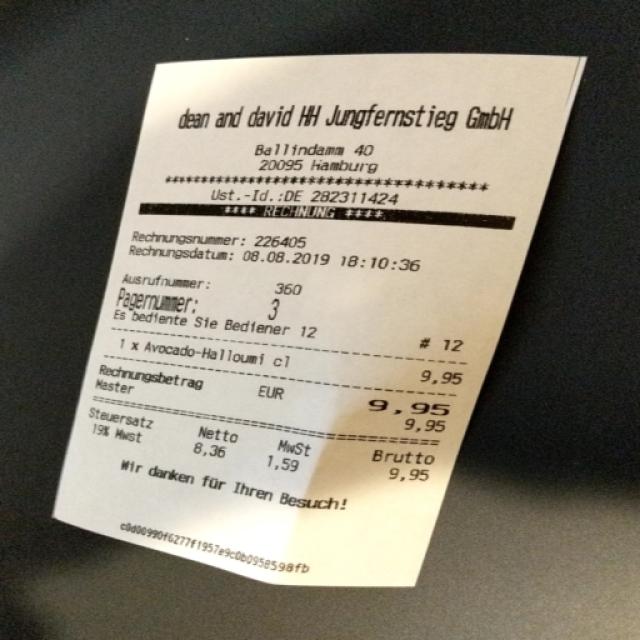 dean and david HH Jungfernstieg GmbH
Ballindamm 40
20095 Hamburg
************************************
Ust.-Id.:DE 282311424
**** RECHNUNG ****
Rechnungsnummer: 226405
Rechnungsdatum: 08.08.2019 18:10:36
Ausrufnummer: 360
Pagernummer: 3
Es bediente Sie Bediener 12 # 12
1 x Avocado-Halloumi cl 9,95
Rechnungsbetrag EUR 9,95
Master 9,95
Steuersatz Netto MwSt Brutto
19% Mwst 8,36 1,59 9,95
Wir danken für Ihren Besuch!
c0d00990f6277f1957e9c0b0958598fb